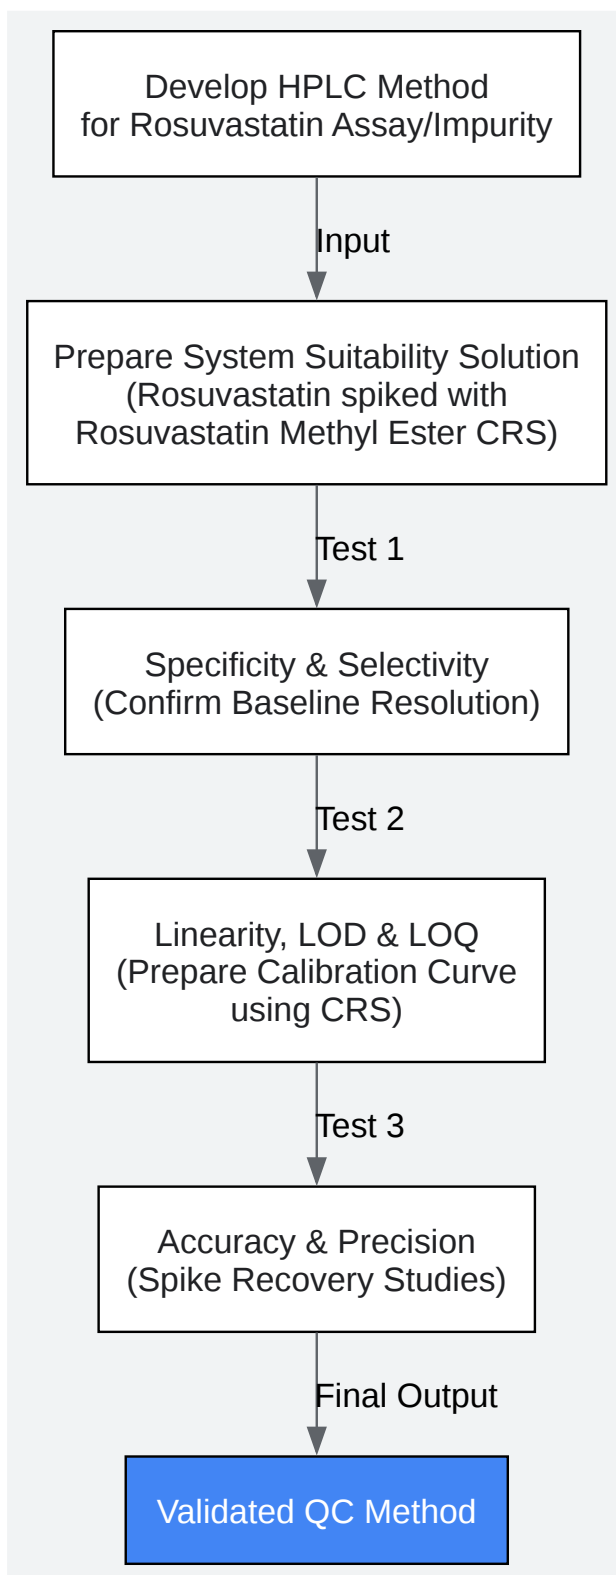 Develop HPLC Method
for Rosuvastatin Assay/Impurity
Input
Prepare System Suitability Solution
(Rosuvastatin spiked with
Rosuvastatin Methyl Ester CRS)
Test 1
Specificity & Selectivity
(Confirm Baseline Resolution)
Test 2
Linearity, LOD & LOQ
(Prepare Calibration Curve
using CRS)
Test 3
Accuracy & Precision
(Spike Recovery Studies)
Final Output
Validated QC Method